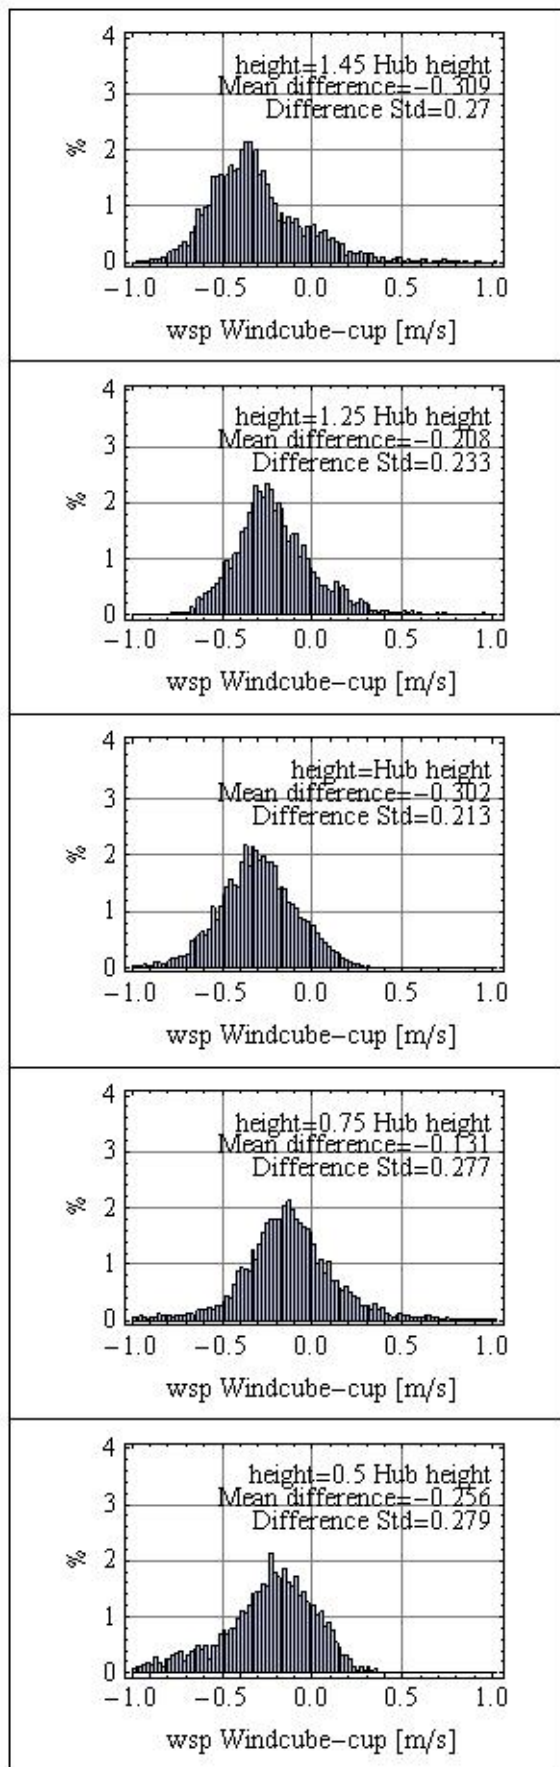 4
height=1.45 Hub height
Mean difference=−0.309
3
Difference Std=0.27
%
2
1
0
−1.0 −0.5 0.0 0.5 1.0
wsp Windcube−cup [m/s]
4
height=1.25 Hub height
Mean difference=−0.208
3
Difference Std=0.233
%
2
1
0
−1.0 −0.5 0.0 0.5 1.0
wsp Windcube−cup [m/s]
4
height=Hub height
Mean difference=−0.302
3
Difference Std=0.213
%
2
1
0
−1.0 −0.5 0.0 0.5 1.0
wsp Windcube−cup [m/s]
4
height=0.75 Hub height
Mean difference=−0.131
3
Difference Std=0.277
%
2
1
0
−1.0 −0.5 0.0 0.5 1.0
wsp Windcube−cup [m/s]
4
height=0.5 Hub height
Mean difference=−0.256
3
Difference Std=0.279
%
2
1
0
−1.0 −0.5 0.0 0.5 1.0
wsp Windcube−cup [m/s]